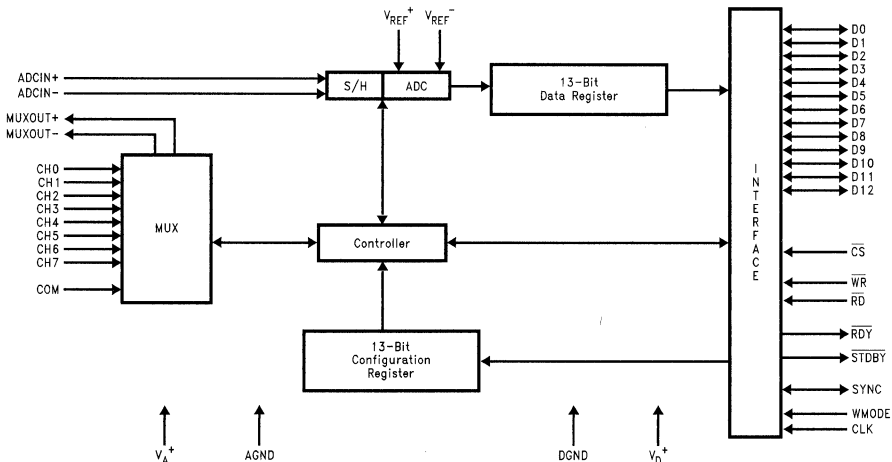 VREF+
VREF-
ADCIN+
ADCIN-
S/H
ADC
13-Bit
Data Register
MUXOUT+
MUXOUT-
CH0
CH1
CH2
CH3
CH4
CH5
CH6
CH7
COM
MUX
Controller
13-Bit
Configuration
Register
INTERFACE
D0
D1
D2
D3
D4
D5
D6
D7
D8
D9
D10
D11
D12
CS
WR
RD
RDY
STDBY
SYNC
WMODE
CLK
VA+
AGND
DGND
VD+